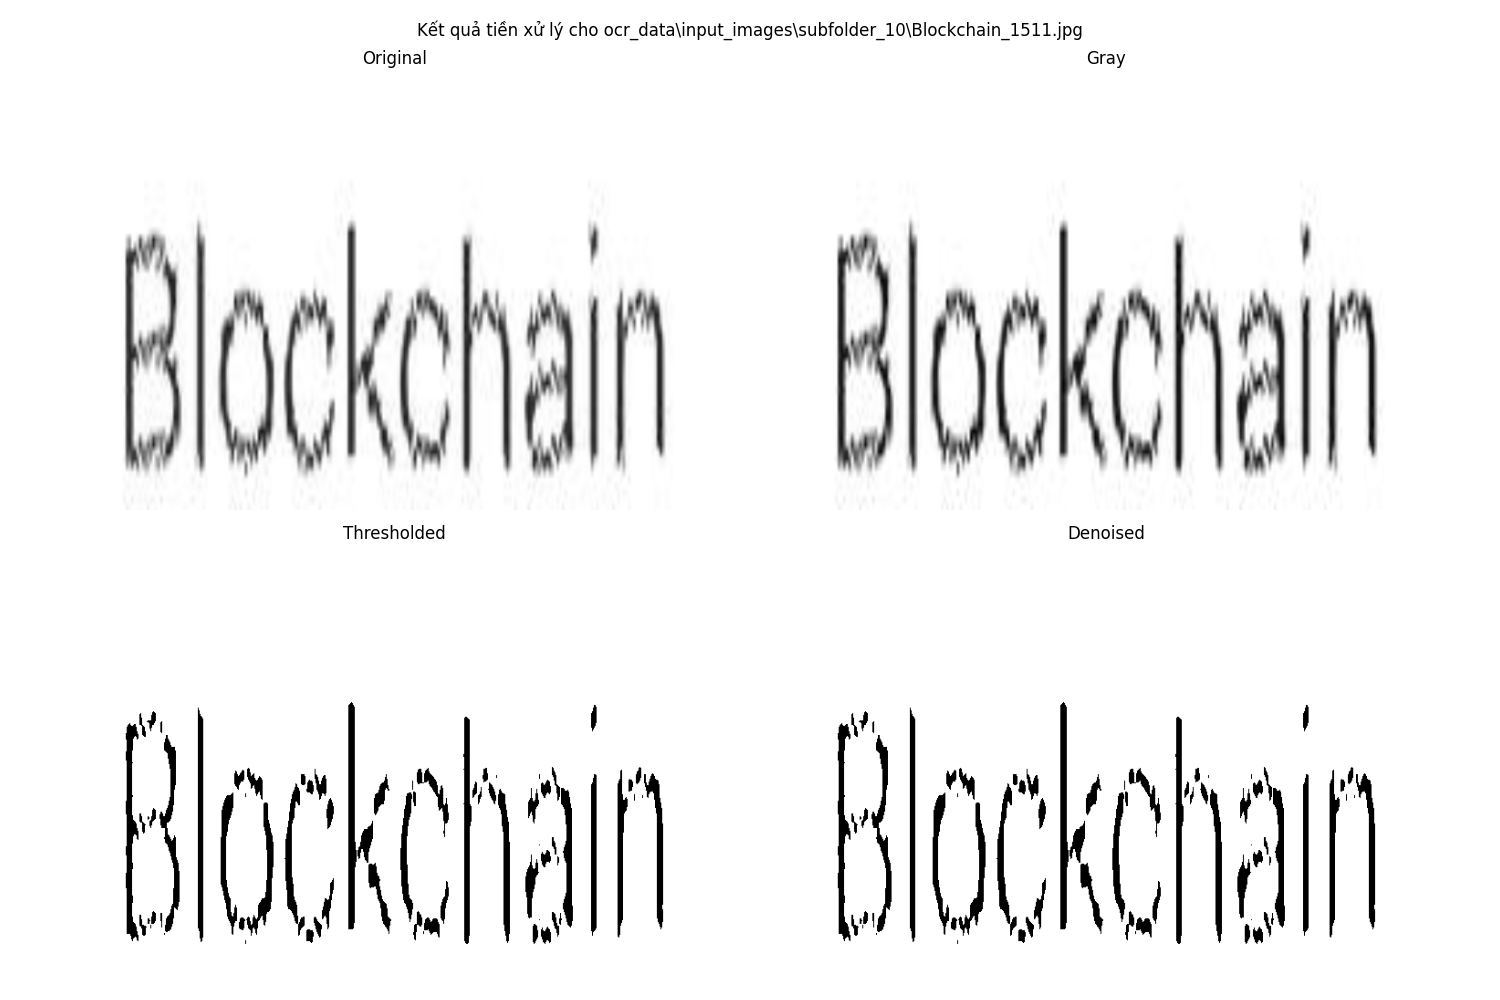 Kết quả tiền xử lý cho ocr_data\input_images\subfolder_10\Blockchain_1511.jpg
Original
Gray
Blockchain
Blockchain
Thresholded
Denoised
Blockchain
Blockchain